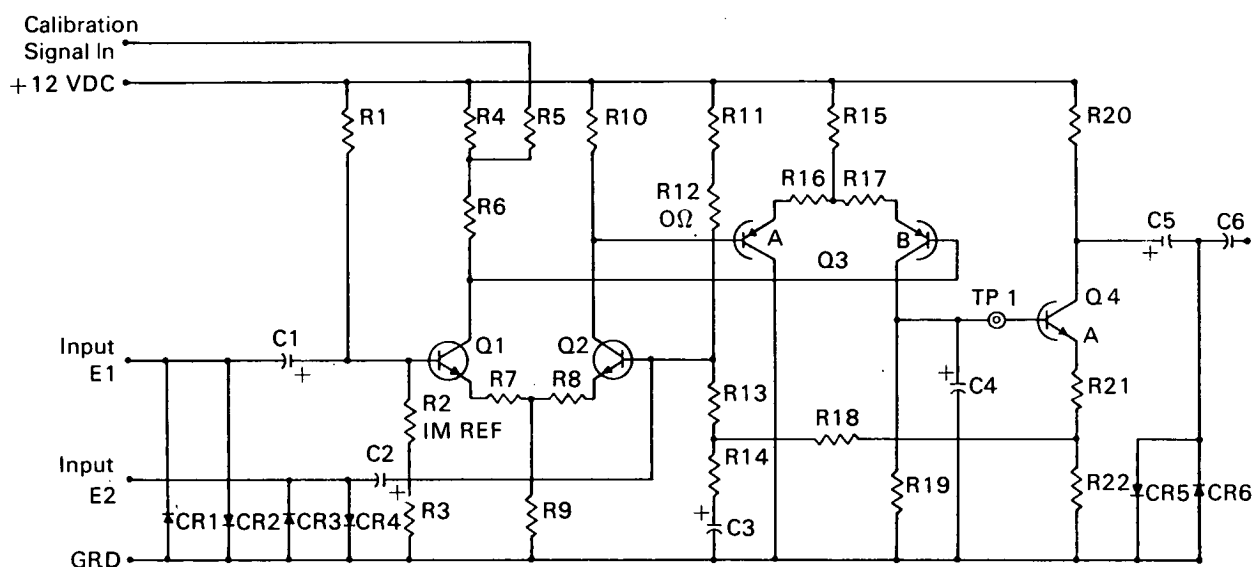 Calibration
Signal In
+12 VDC
R1
R4
R5
R10
R11
R15
R20
R6
R12
0Ω
R16
R17
A
B
Q3
C5
+
C6
TP 1
Q4
A
Input
E1
C1
+
Q1
Q2
R7
R8
R2
IM REF
R13
R18
+
C4
R21
Input
E2
C2
+
R3
R9
R14
+
C3
R19
R22
CR1
CR2
CR3
CR4
CR5
CR6
GRD